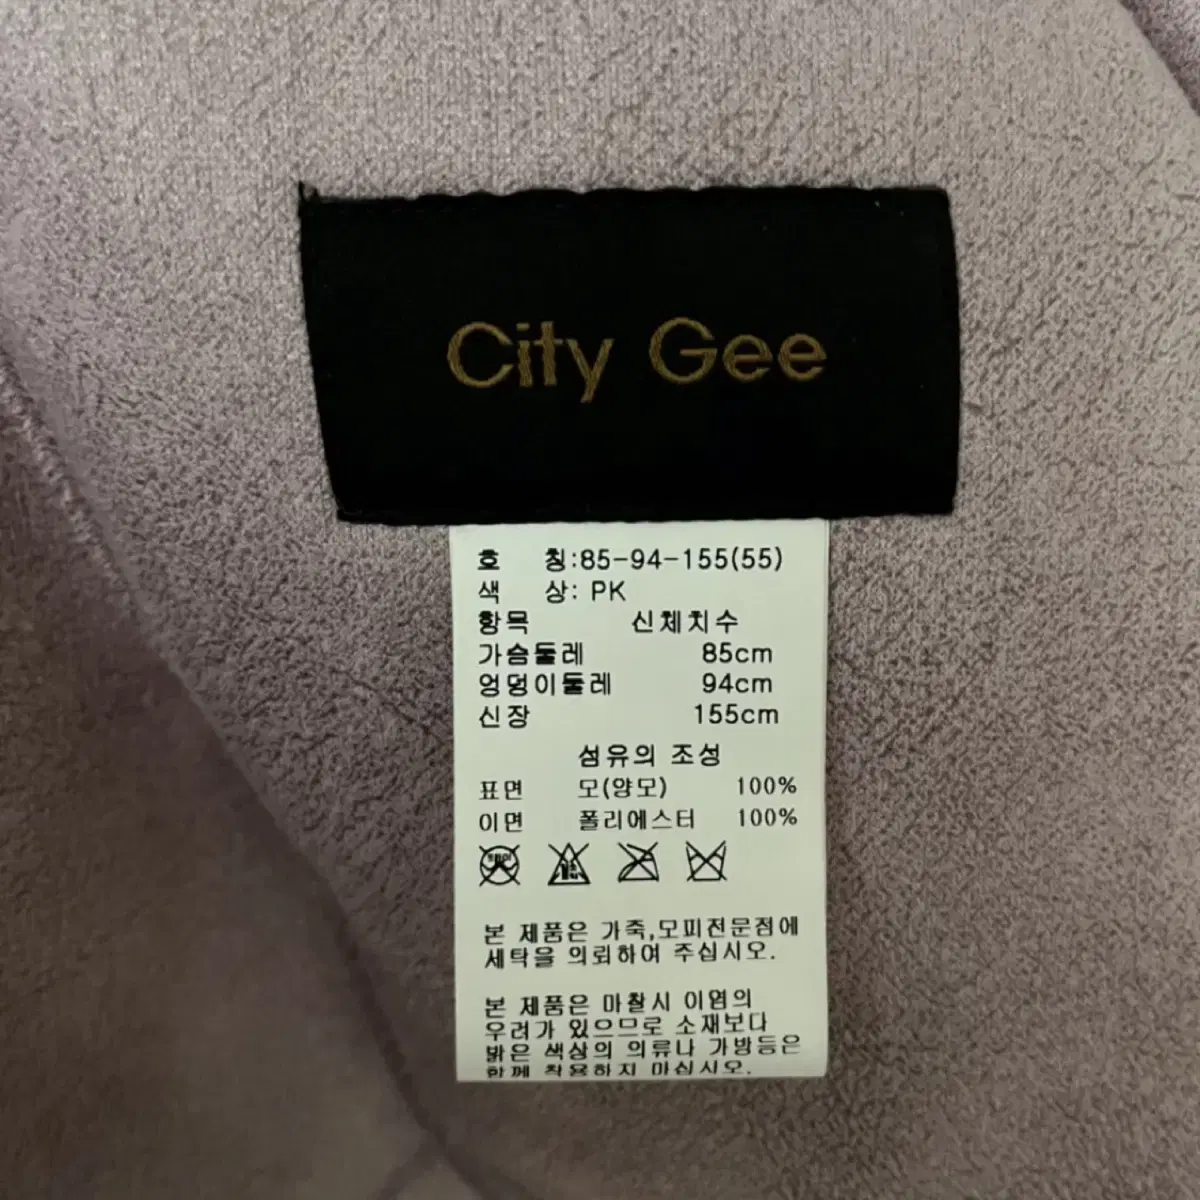 City Gee
호 칭:85-94-155(55)
색 상: PK
항목 신체치수
가슴둘레 85cm
엉덩이둘레 94cm
신장 155cm
섬유의 조성
표면 모(양모) 100%
이면 폴리에스터 100%
본 제품은 가죽,모피전문점에
세탁을 의뢰하여 주십시오.
본 제품은 마찰시 이염의
우려가 있으므로 소재보다
밝은 색상의 의류나 가방등은
함께 착용하지 마십시오.